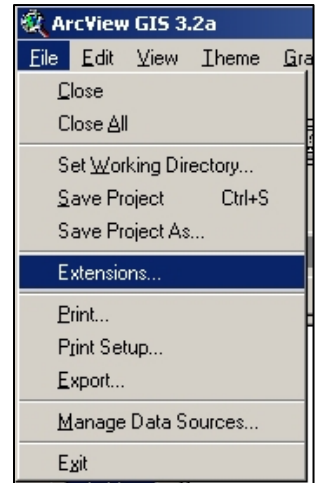 ArcView GIS 3.2a
File Edit View Theme Gra
Close
Close All
Set Working Directory...
Save Project Ctrl+S
Save Project As...
Extensions...
Print...
Print Setup...
Export...
Manage Data Sources...
Exit